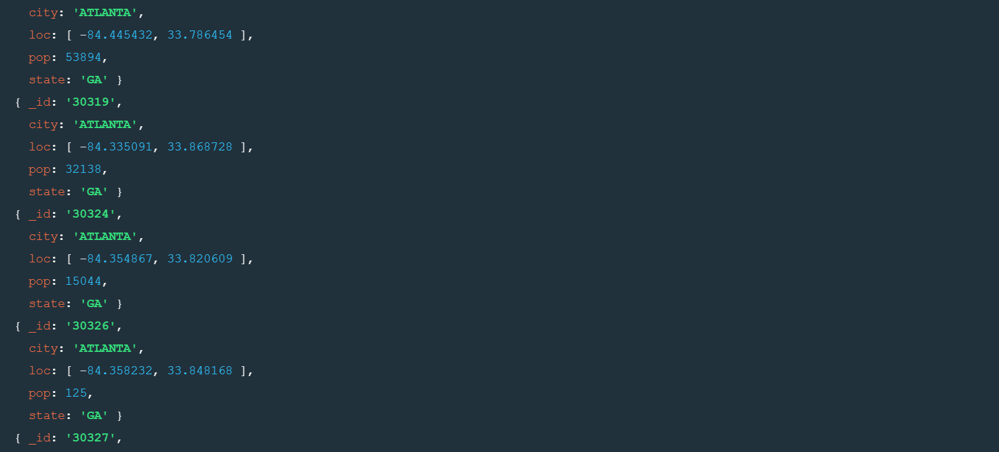 city: 'ATLANTA',
loc: [ -84.445432, 33.786454 ],
pop: 53894,
state: 'GA' }
{ _id: '30319',
city: 'ATLANTA',
loc: [ -84.335091, 33.868728 ],
pop: 32138,
state: 'GA' }
{ _id: '30324',
city: 'ATLANTA',
loc: [ -84.354867, 33.820609 ],
pop: 15044,
state: 'GA' }
{ _id: '30326',
city: 'ATLANTA',
loc: [ -84.358232, 33.848168 ],
pop: 125,
state: 'GA' }
{ _id: '30327',